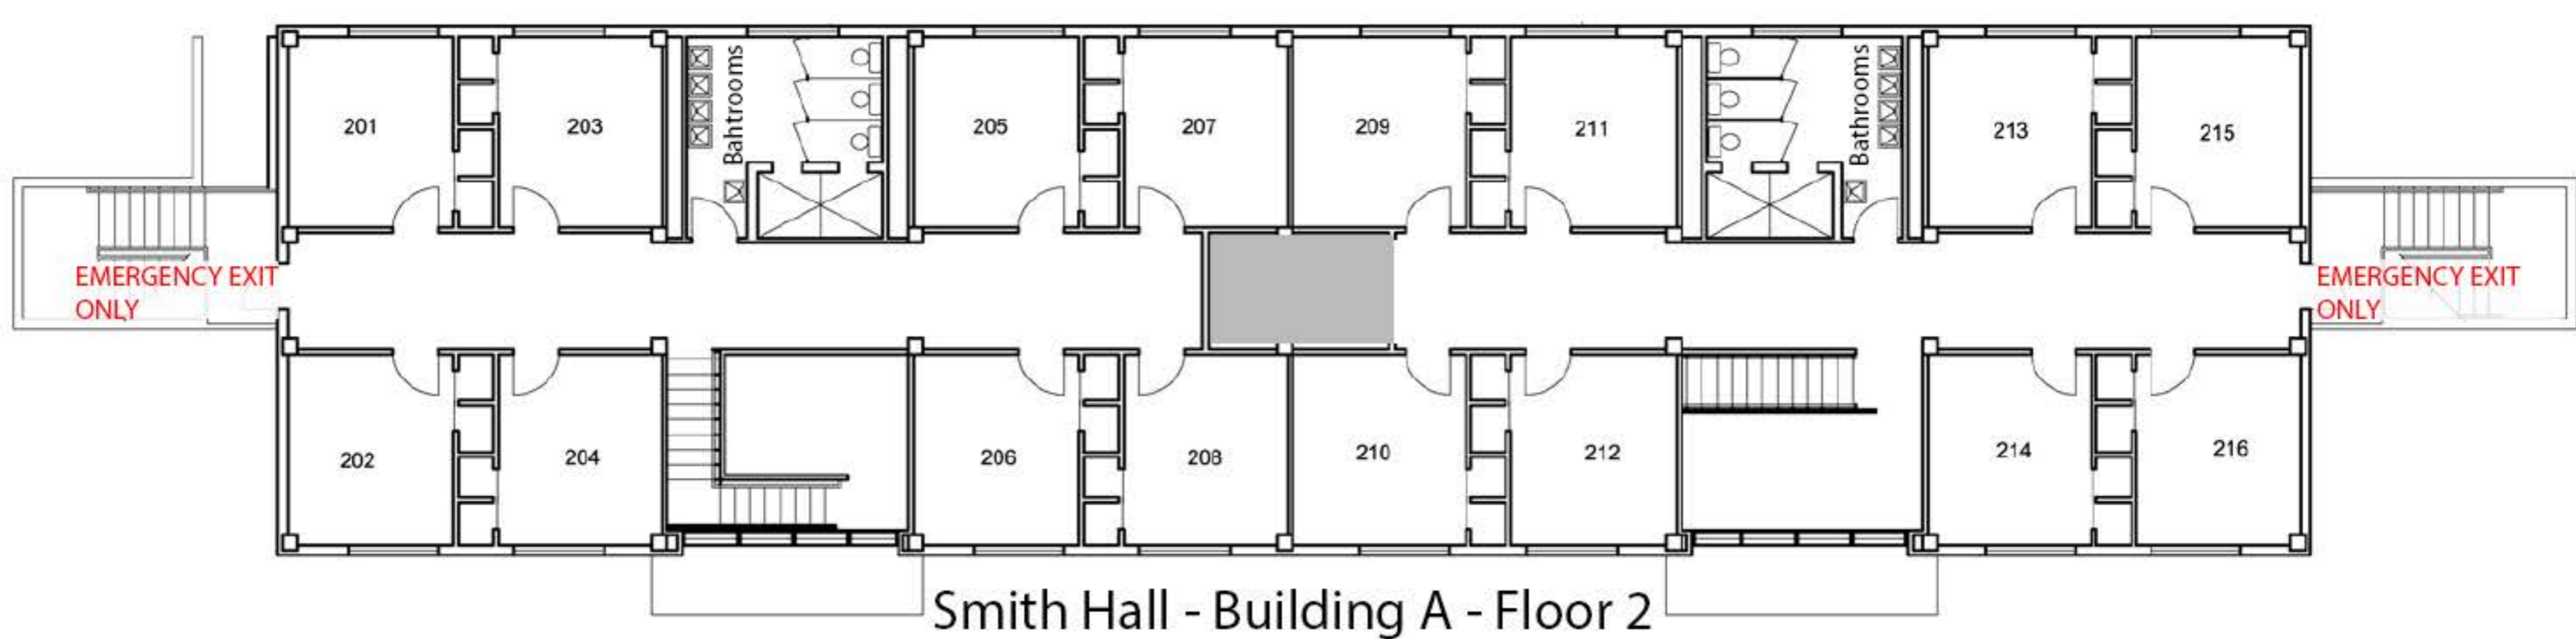 201
203
Bahtrooms
205
207
209
211
Bathrooms
213
215
EMERGENCY EXIT
ONLY
EMERGENCY EXIT
ONLY
202
204
206
208
210
212
214
216
Smith Hall - Building A - Floor 2